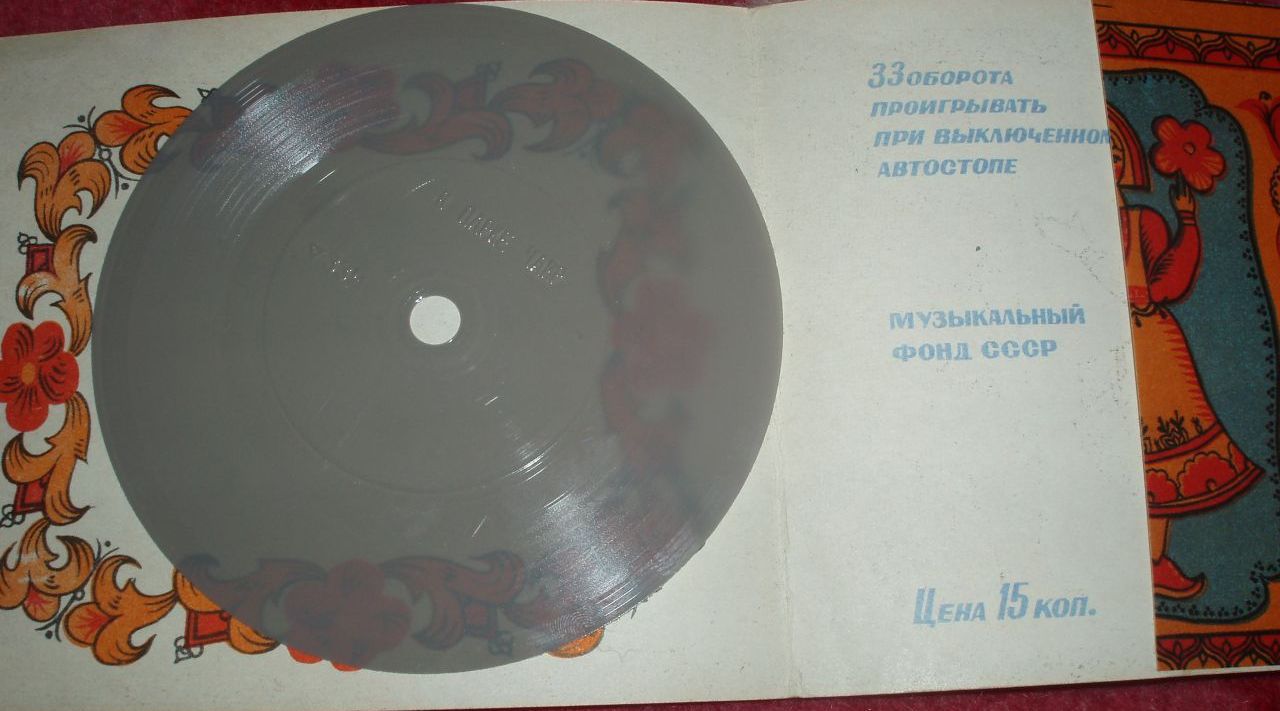 33 ОБОРОТА
ПРОИГРЫВАТЬ
ПРИ ВЫКЛЮЧЕННОМ
АВТОСТОПЕ
МУЗЫКАЛЬНЫЙ
ФОНД СССР
ЦЕНА 15 КОП.